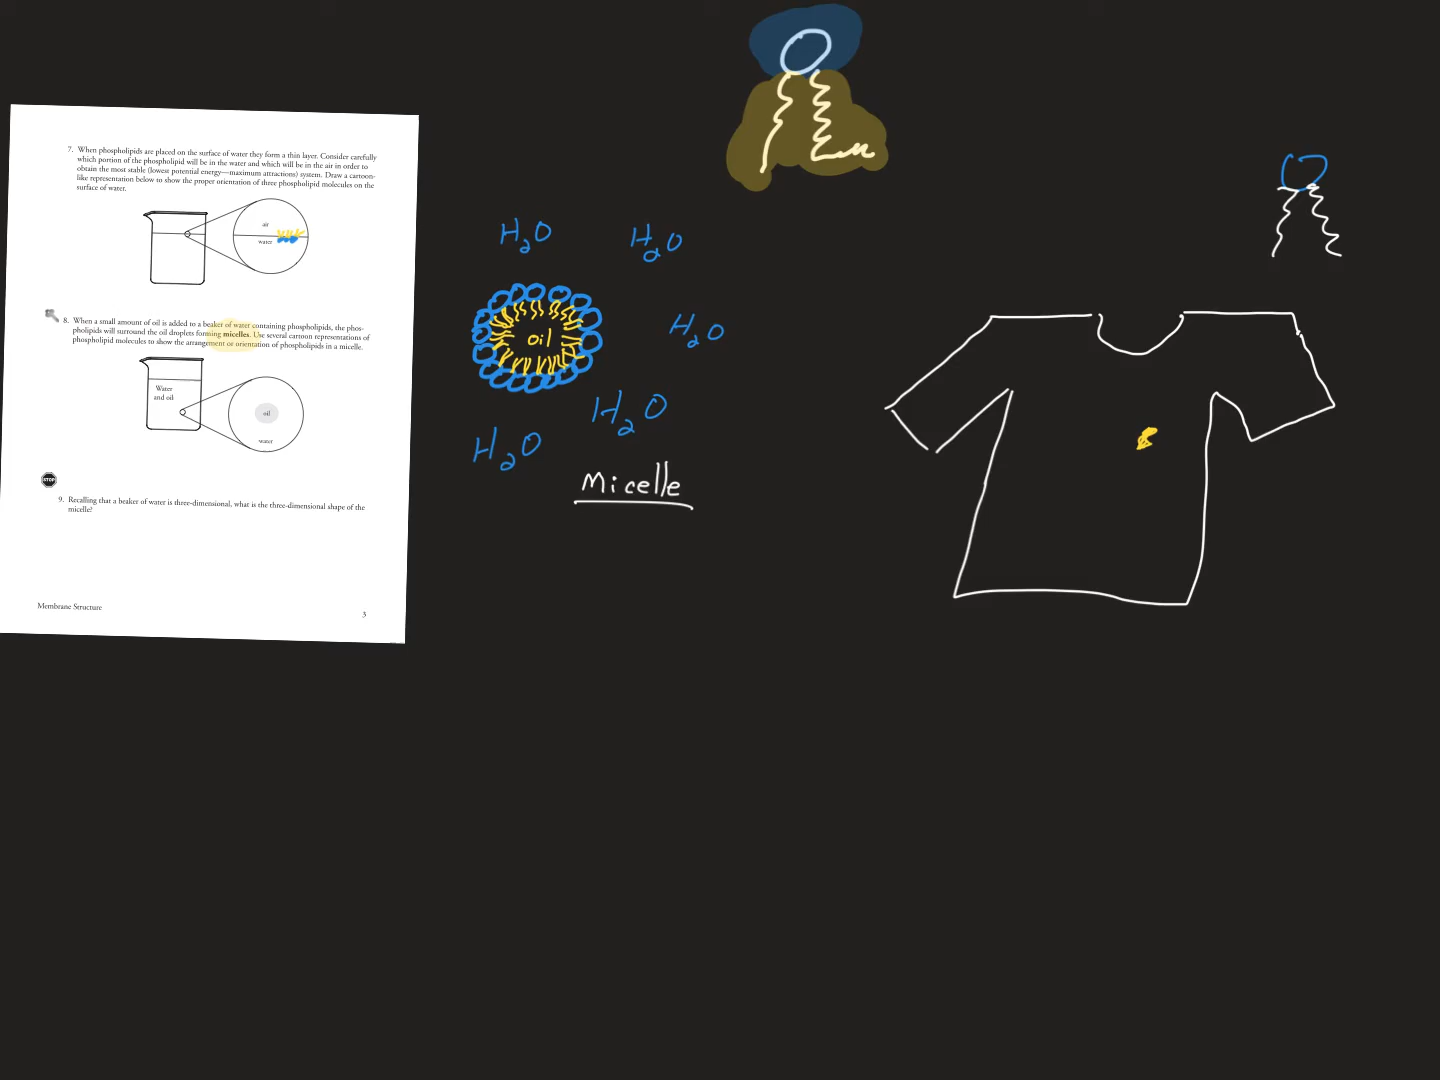 7. When phospholipids are placed on the surface of water they form a thin layer. Consider carefully
which portion of the phospholipid will be in the water and which will be in the air in order to
obtain the most stable (lowest potential energy—maximum attractions) system. Draw a cartoon-
like representation below to show the proper orientation of three phospholipid molecules on the
surface of water.
air
water
8. When a small amount of oil is added to a beaker of water containing phospholipids, the phos-
pholipids will surround the oil droplets forming micelles. Use several cartoon representations of
phospholipid molecules to show the arrangement or orientation of phospholipids in a micelle.
Water
and oil
oil
water
STOP
9. Recalling that a beaker of water is three-dimensional, what is the three-dimensional shape of the
micelle?
Membrane Structure
3
H2O
H2O
oil
H2O
H2O
H2O
Micelle